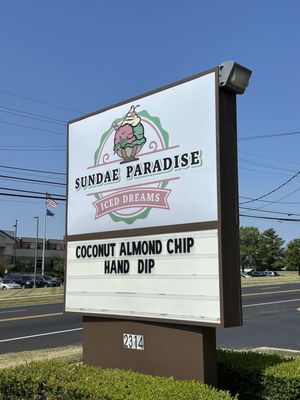 SUNDAE PARADISE
ICED DREAMS
COCONUT ALMOND CHIP
HAND DIP
2314